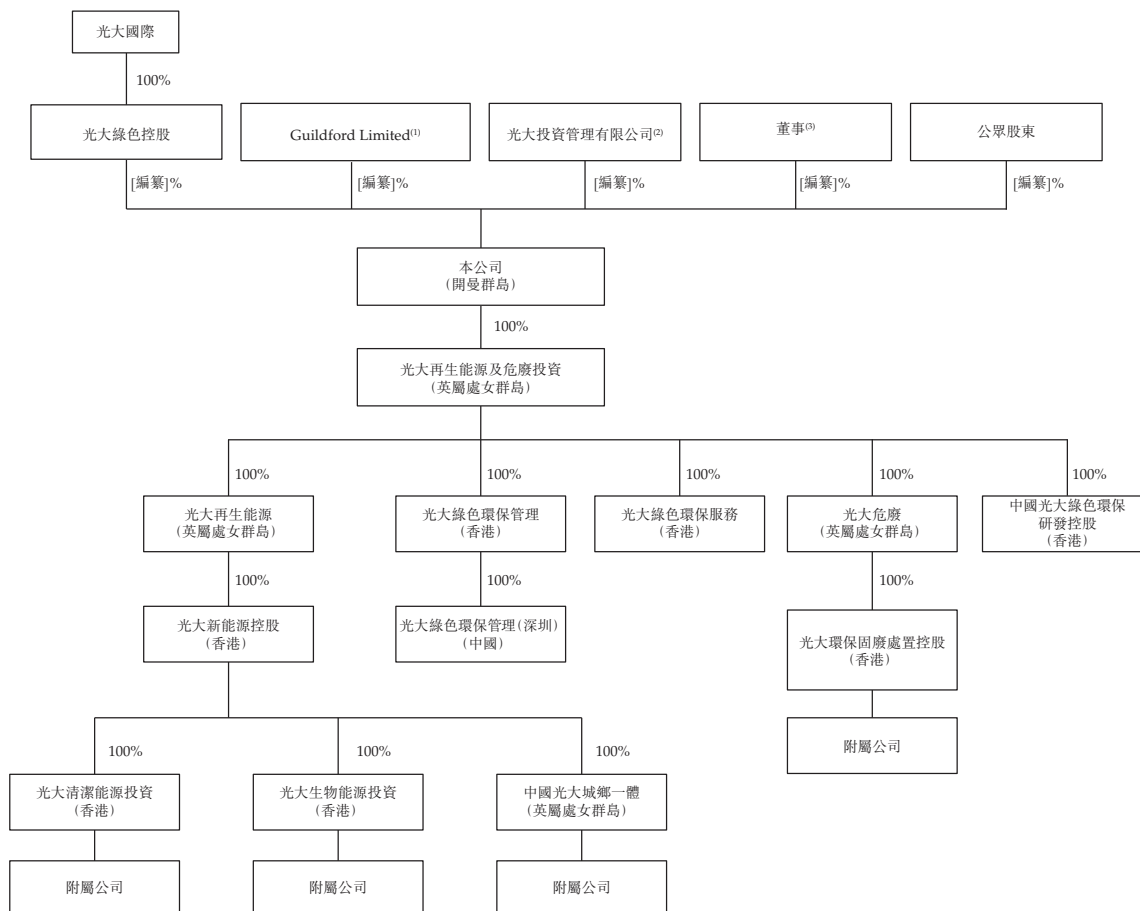 光大國際
100%
光大綠色控股
Guildford Limited(1)
光大投資管理有限公司(2)
董事(3)
公眾股東
[編纂]%
[編纂]%
[編纂]%
[編纂]%
[編纂]%
本公司
(開曼群島)
100%
光大再生能源及危廢投資
(英屬處女群島)
100%
100%
100%
100%
100%
光大再生能源
(英屬處女群島)
光大綠色環保管理
(香港)
光大綠色環保服務
(香港)
光大危廢
(英屬處女群島)
中國光大綠色環保
研發控股
(香港)
100%
100%
100%
光大新能源控股
(香港)
光大綠色環保管理(深圳)
(中國)
光大環保固廢處置控股
(香港)
附屬公司
100%
100%
100%
光大清潔能源投資
(香港)
光大生物能源投資
(香港)
中國光大城鄉一體
(英屬處女群島)
附屬公司
附屬公司
附屬公司